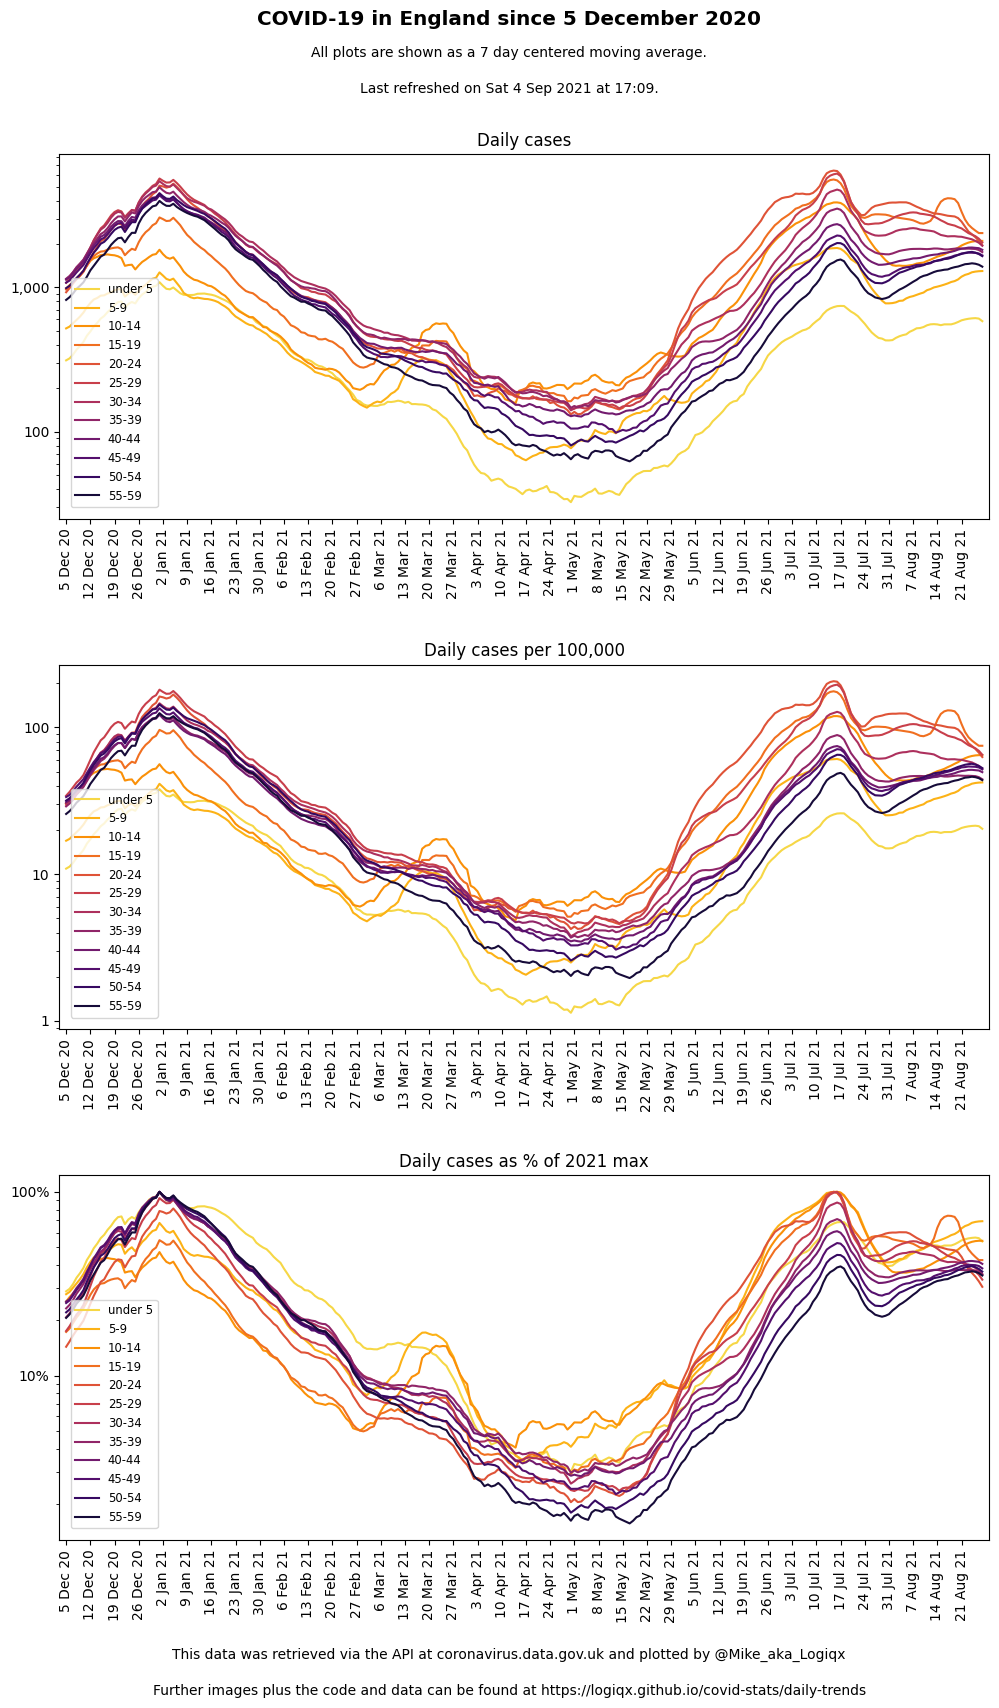 COVID-19 in England since 5 December 2020
All plots are shown as a 7 day centered moving average.
Last refreshed on Sat 4 Sep 2021 at 17:09.
Daily cases
1,000
100
under 5
5-9
10-14
15-19
20-24
25-29
30-34
35-39
40-44
45-49
50-54
55-59
5 Dec 20
12 Dec 20
19 Dec 20
26 Dec 20
2 Jan 21
9 Jan 21
16 Jan 21
23 Jan 21
30 Jan 21
6 Feb 21
13 Feb 21
20 Feb 21
27 Feb 21
6 Mar 21
13 Mar 21
20 Mar 21
27 Mar 21
3 Apr 21
10 Apr 21
17 Apr 21
24 Apr 21
1 May 21
8 May 21
15 May 21
22 May 21
29 May 21
5 Jun 21
12 Jun 21
19 Jun 21
26 Jun 21
3 Jul 21
10 Jul 21
17 Jul 21
24 Jul 21
31 Jul 21
7 Aug 21
14 Aug 21
21 Aug 21
Daily cases per 100,000
100
10
1
under 5
5-9
10-14
15-19
20-24
25-29
30-34
35-39
40-44
45-49
50-54
55-59
5 Dec 20
12 Dec 20
19 Dec 20
26 Dec 20
2 Jan 21
9 Jan 21
16 Jan 21
23 Jan 21
30 Jan 21
6 Feb 21
13 Feb 21
20 Feb 21
27 Feb 21
6 Mar 21
13 Mar 21
20 Mar 21
27 Mar 21
3 Apr 21
10 Apr 21
17 Apr 21
24 Apr 21
1 May 21
8 May 21
15 May 21
22 May 21
29 May 21
5 Jun 21
12 Jun 21
19 Jun 21
26 Jun 21
3 Jul 21
10 Jul 21
17 Jul 21
24 Jul 21
31 Jul 21
7 Aug 21
14 Aug 21
21 Aug 21
Daily cases as % of 2021 max
100%
10%
under 5
5-9
10-14
15-19
20-24
25-29
30-34
35-39
40-44
45-49
50-54
55-59
5 Dec 20
12 Dec 20
19 Dec 20
26 Dec 20
2 Jan 21
9 Jan 21
16 Jan 21
23 Jan 21
30 Jan 21
6 Feb 21
13 Feb 21
20 Feb 21
27 Feb 21
6 Mar 21
13 Mar 21
20 Mar 21
27 Mar 21
3 Apr 21
10 Apr 21
17 Apr 21
24 Apr 21
1 May 21
8 May 21
15 May 21
22 May 21
29 May 21
5 Jun 21
12 Jun 21
19 Jun 21
26 Jun 21
3 Jul 21
10 Jul 21
17 Jul 21
24 Jul 21
31 Jul 21
7 Aug 21
14 Aug 21
21 Aug 21
This data was retrieved via the API at coronavirus.data.gov.uk and plotted by @Mike_aka_Logiqx
Further images plus the code and data can be found at https://logiqx.github.io/covid-stats/daily-trends